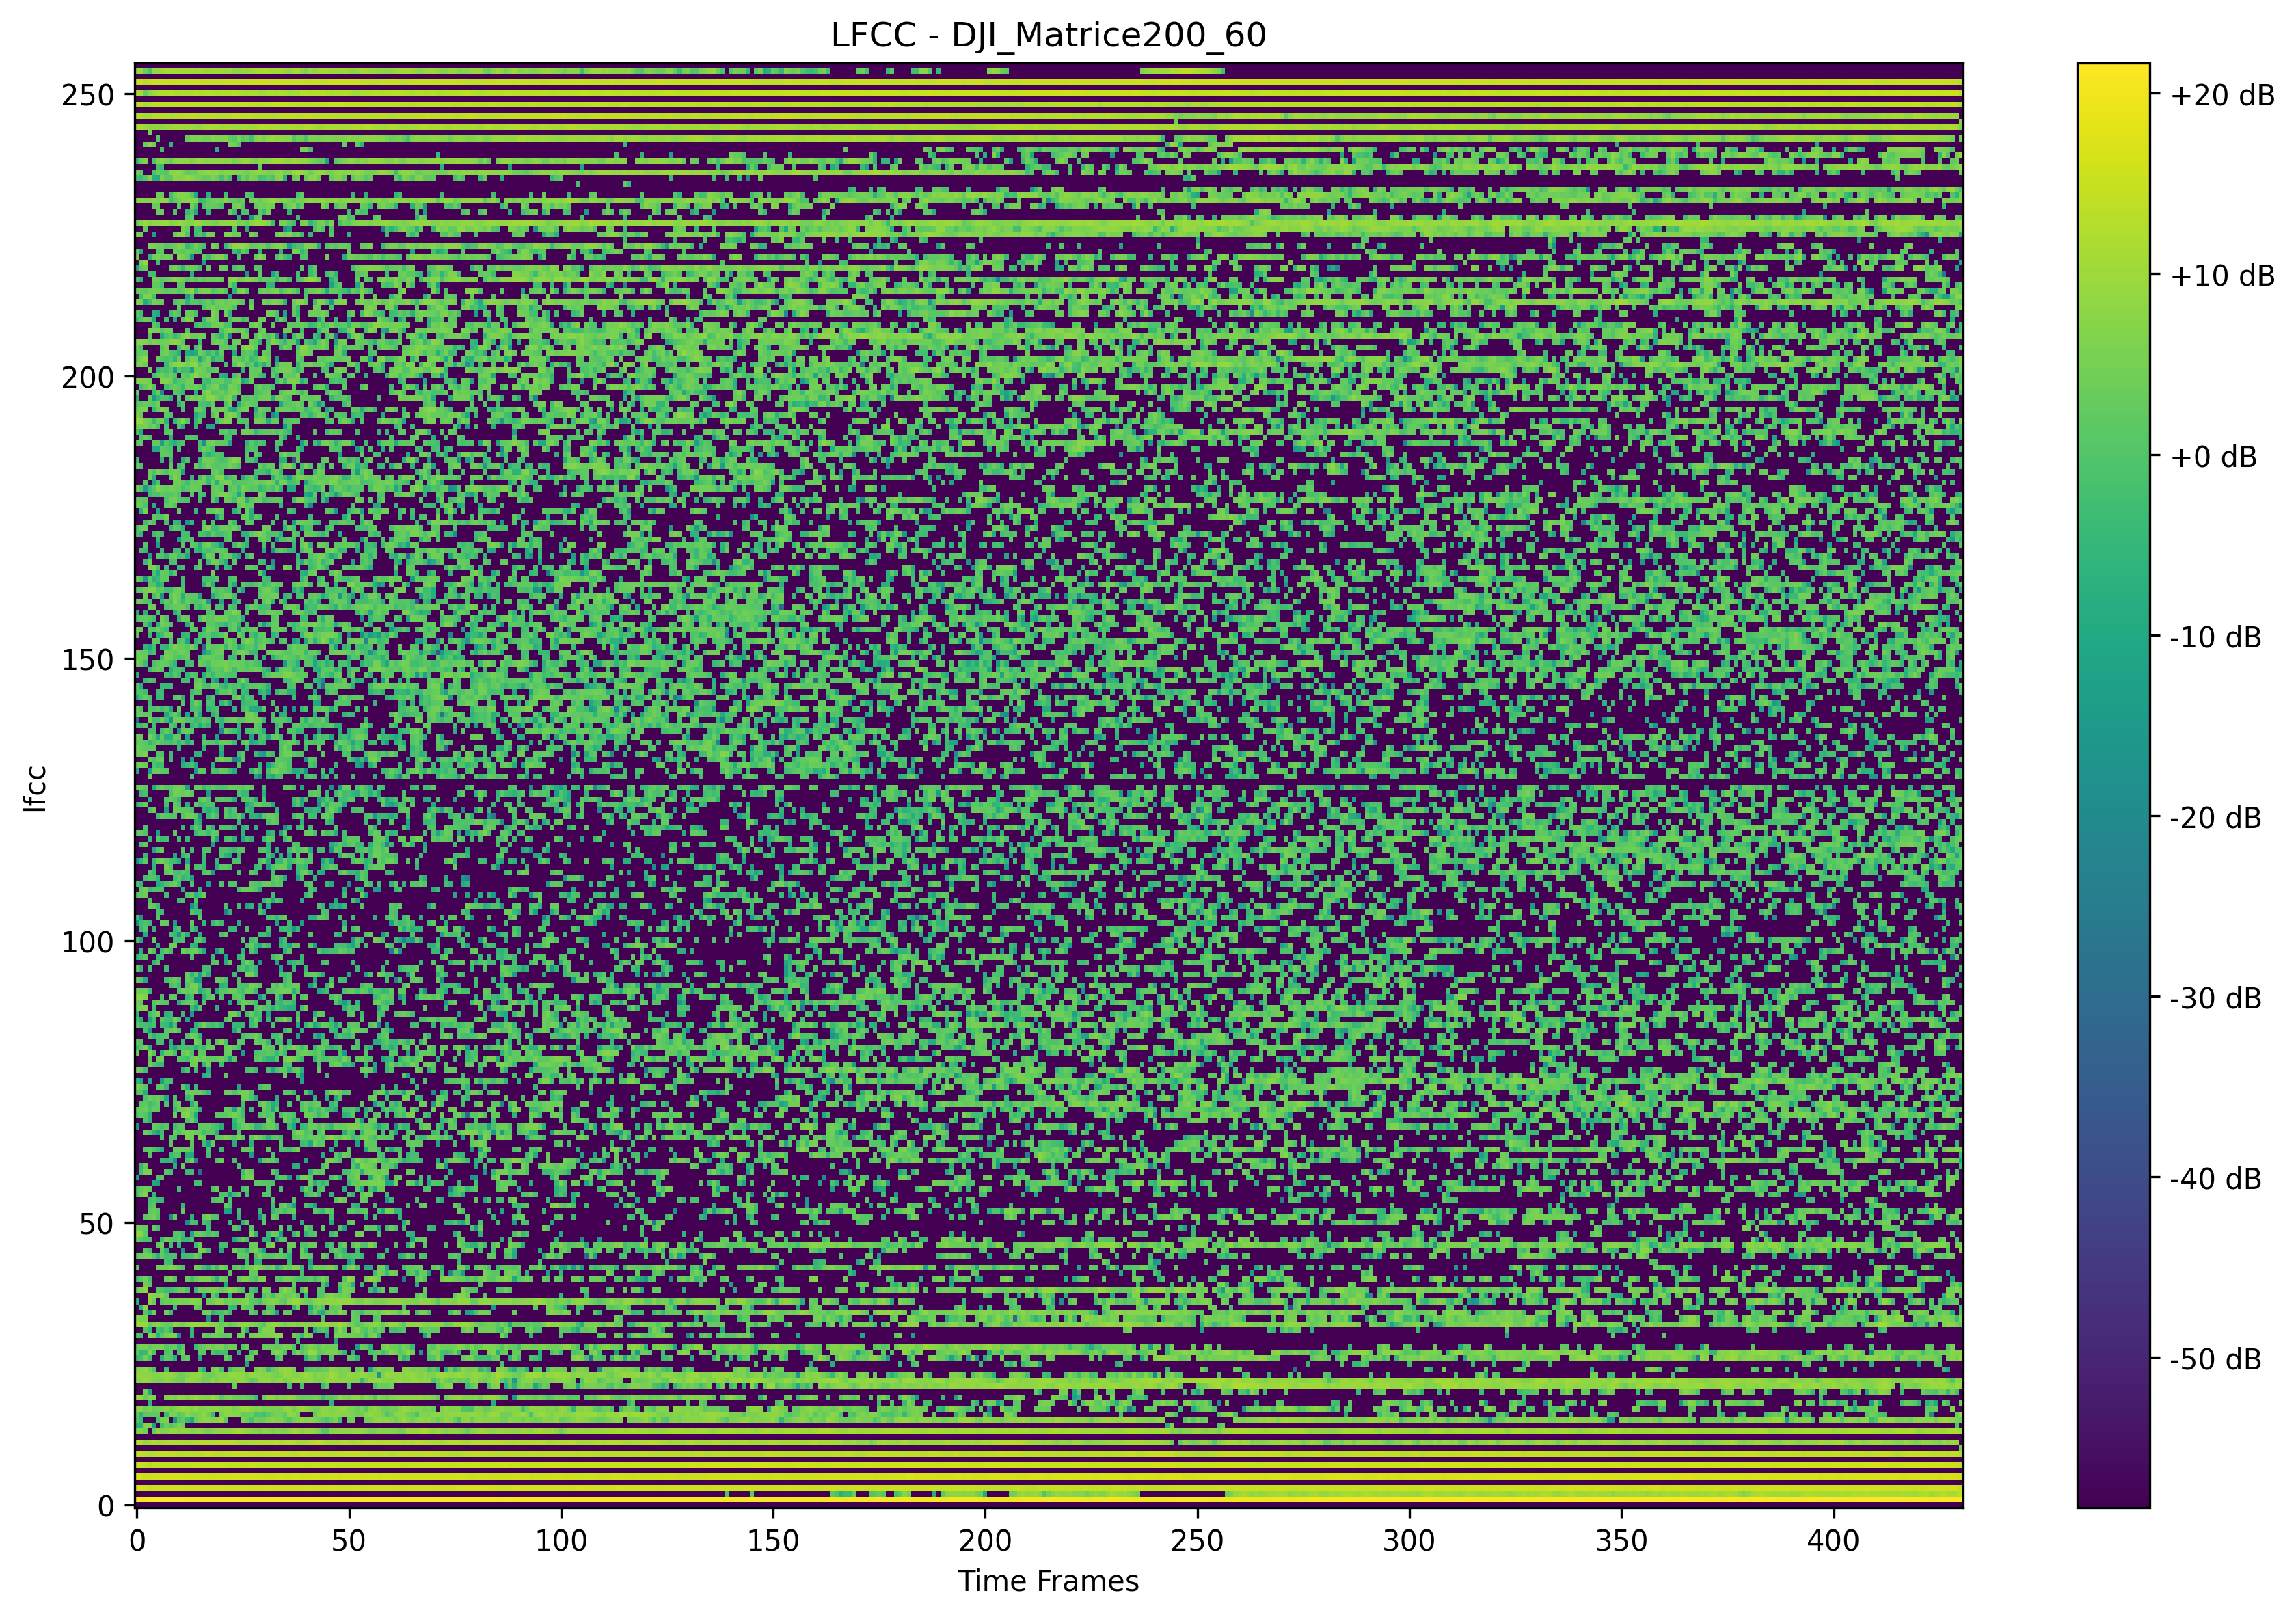 LFCC - DJI_Matrice200_60
250
200
150
100
50
0
lfcc
0 50 100 150 200 250 300 350 400
Time Frames
+20 dB
+10 dB
+0 dB
-10 dB
-20 dB
-30 dB
-40 dB
-50 dB